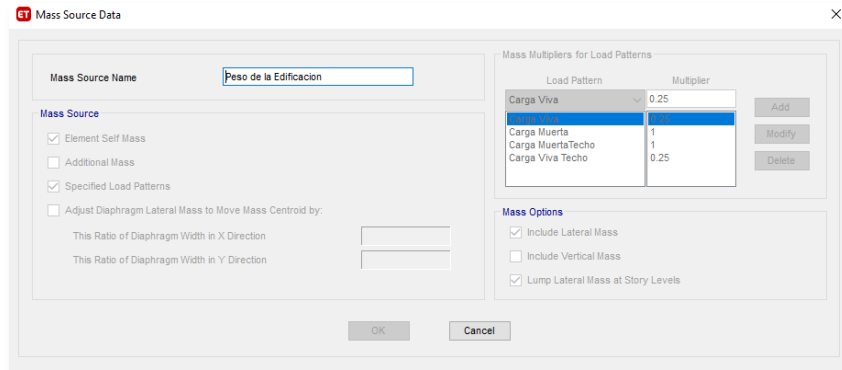 ET Mass Source Data
Mass Source Name
Peso de la Edificacion
Mass Source
Element Self Mass
Additional Mass
Specified Load Patterns
Adjust Diaphragm Lateral Mass to Move Mass Centroid by:
This Ratio of Diaphragm Width in X Direction
This Ratio of Diaphragm Width in Y Direction
Mass Multipliers for Load Patterns
Load Pattern Multiplier
Carga Viva 0.25
Carga Viva 0.25
Carga Muerta 1
Carga MuertaTecho 1
Carga Viva Techo 0.25
Add
Modify
Delete
Mass Options
Include Lateral Mass
Include Vertical Mass
Lump Lateral Mass at Story Levels
OK Cancel